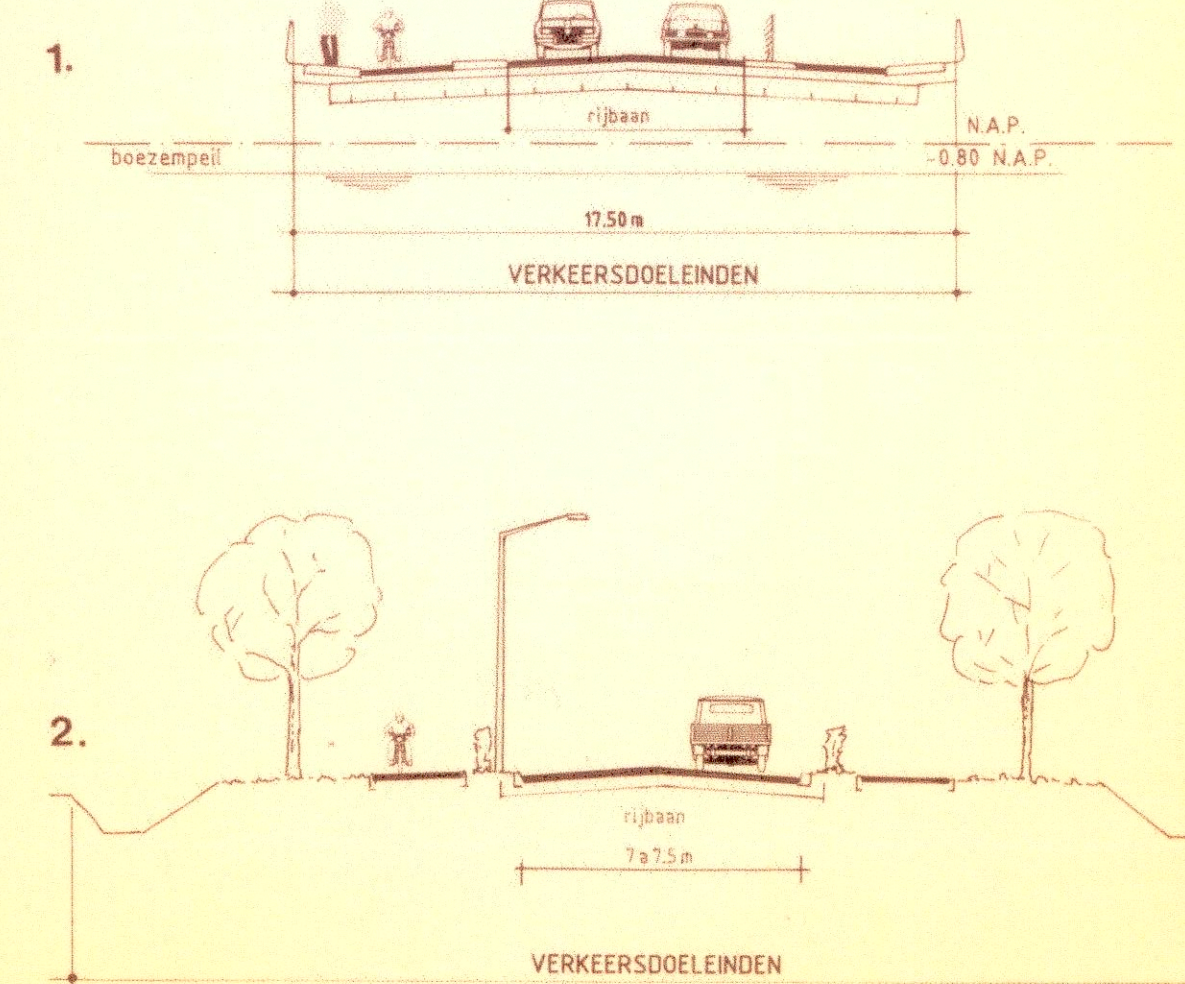 1.
rijbaan
N.A.P.
boezempeil
-0.80 N.A.P.
17.50 m
VERKEERSDOELEINDEN
2.
rijbaan
7 a 7.5 m
VERKEERSDOELEINDEN